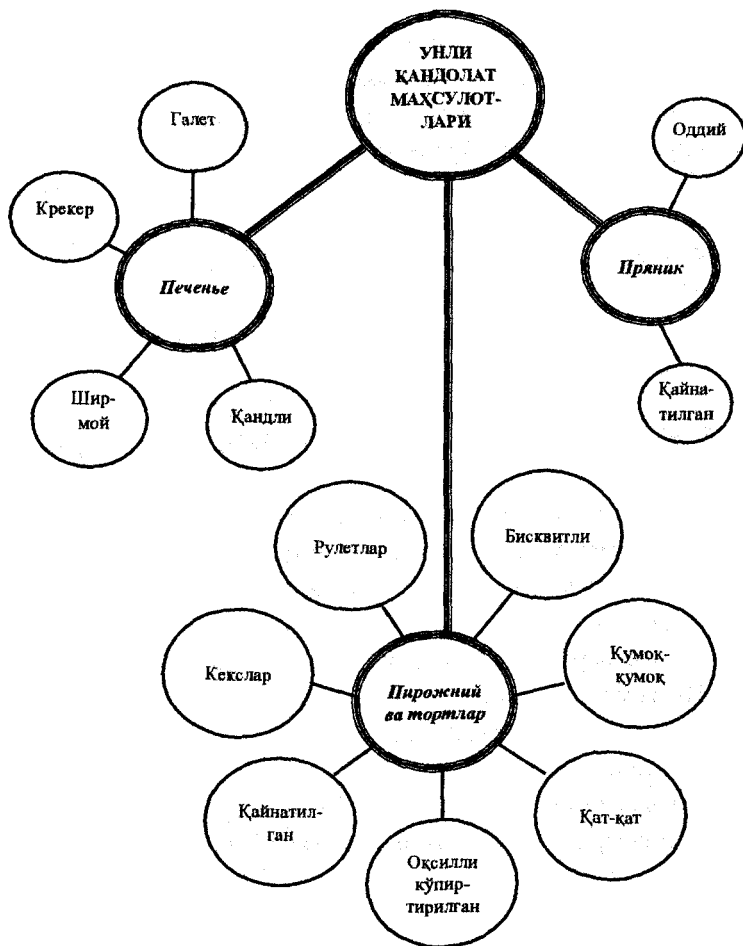 УНЛИ
ҚАНДОЛАТ
МАҲСУЛОТ-
ЛАРИ
Галет
Оддий
Крекер
Печенье
Пряник
Шир-
мой
Қандли
Қайна-
тилган
Рулетлар
Бисквитли
Кекслар
Қумоқ-
қумоқ
Пирожний
ва тортлар
Қайнатил-
ган
Қат-қат
Оқсилли
кўпир-
тирилган